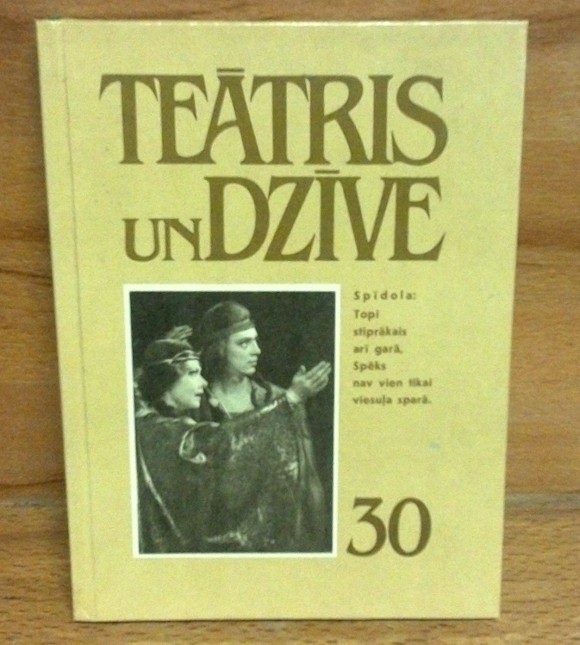 TEĀTRIS
UN DZĪVE
Spīdola:
Topi
stiprākais
arī garā,
Spēks
nav vien tikai
viesuļa sparā.
30